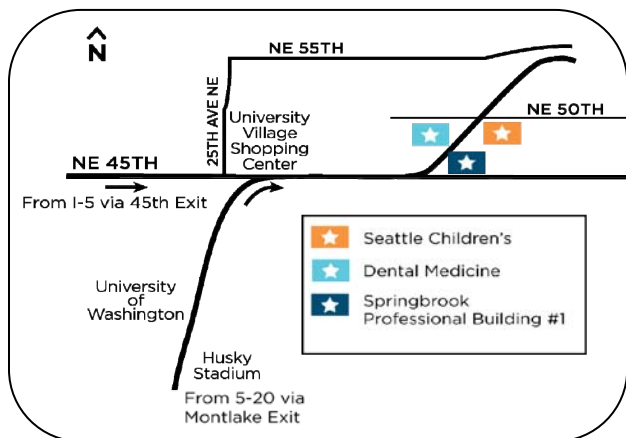 N
NE 55TH
25TH AVE NE
University
Village
Shopping
Center
NE 50TH
NE 45TH
From I-5 via 45th Exit
University
of
Washington
Husky
Stadium
From 5-20 via
Montlake Exit
Seattle Children's
Dental Medicine
Springbrook
Professional Building #1